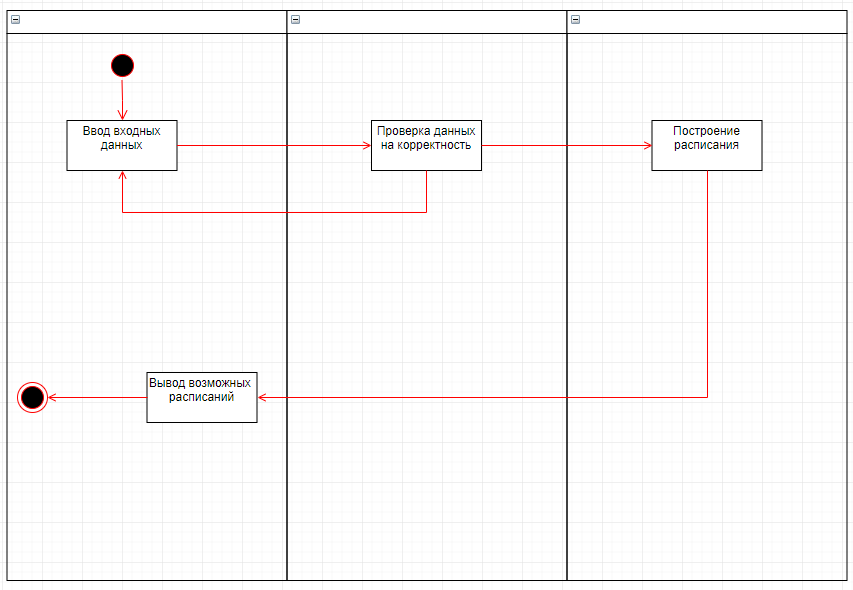 Ввод входных
данных
Проверка данных
на корректность
Построение
расписания
Вывод возможных
расписаний